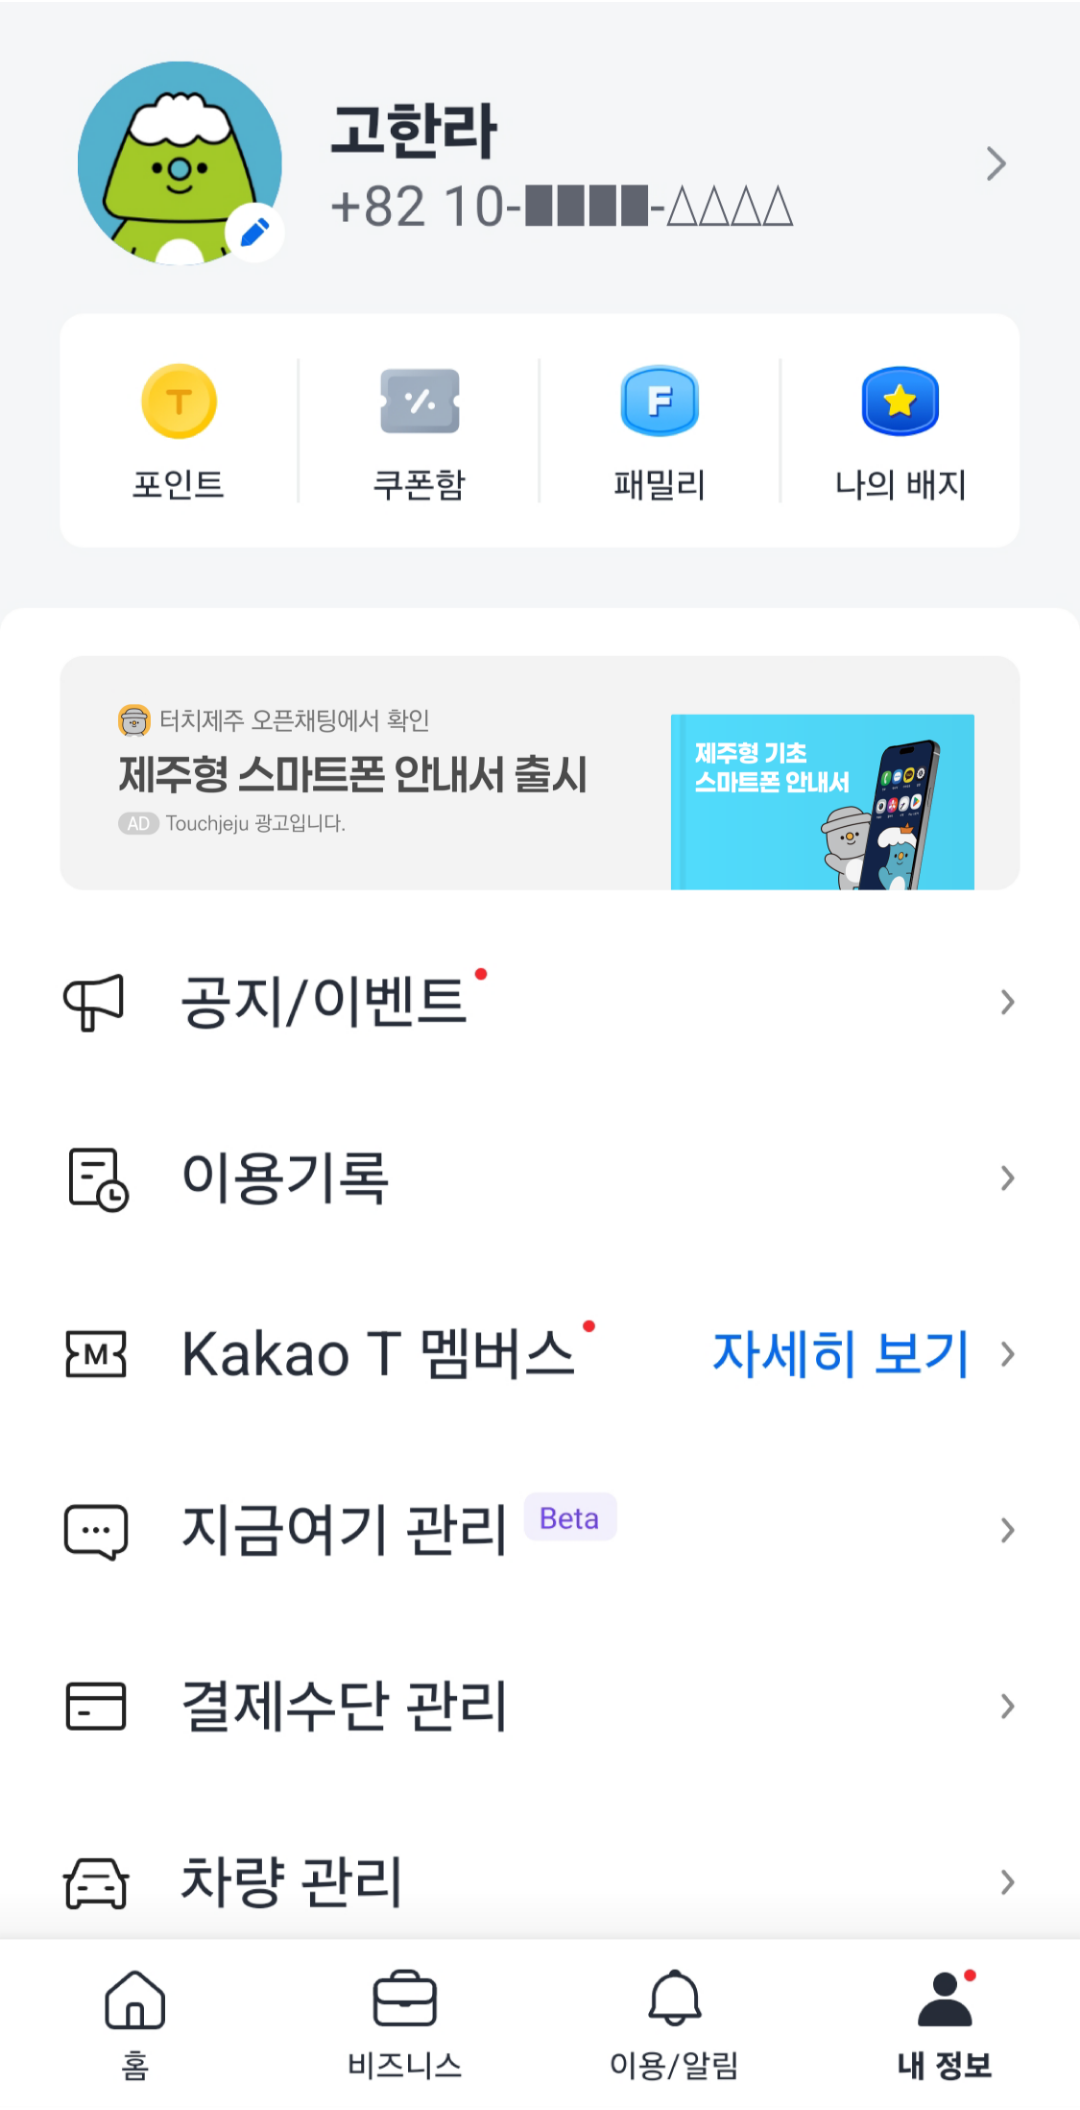 고한라
+82 10-■■■■-△△△△
T
F
포인트
쿠폰함
패밀리
나의 배지
터치제주 오픈채팅에서 확인
제주형 스마트폰 안내서 출시
AD Touchjeju 광고입니다.
제주형 기초
스마트폰 안내서
공지/이벤트
이용기록
M Kakao T 멤버스 자세히 보기
지금여기 관리 Beta
결제수단 관리
차량 관리
홈
비즈니스
이용/알림
내 정보